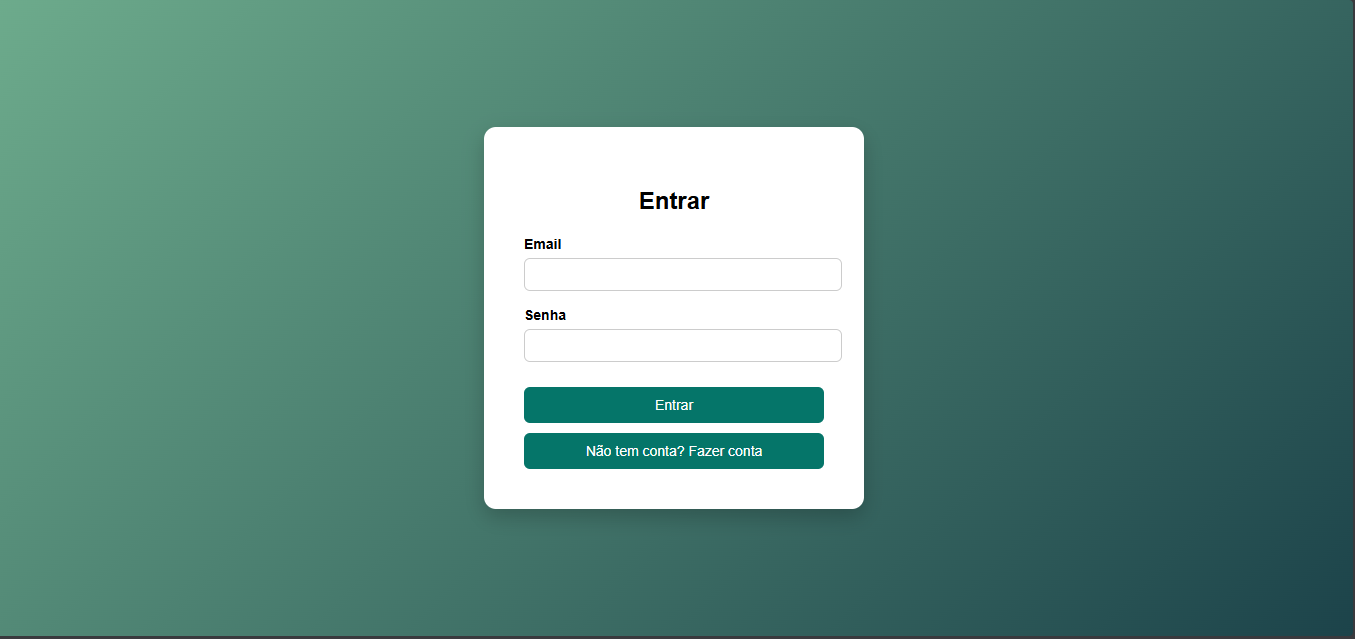 Entrar
Email
Senha
Entrar
Não tem conta? Fazer conta